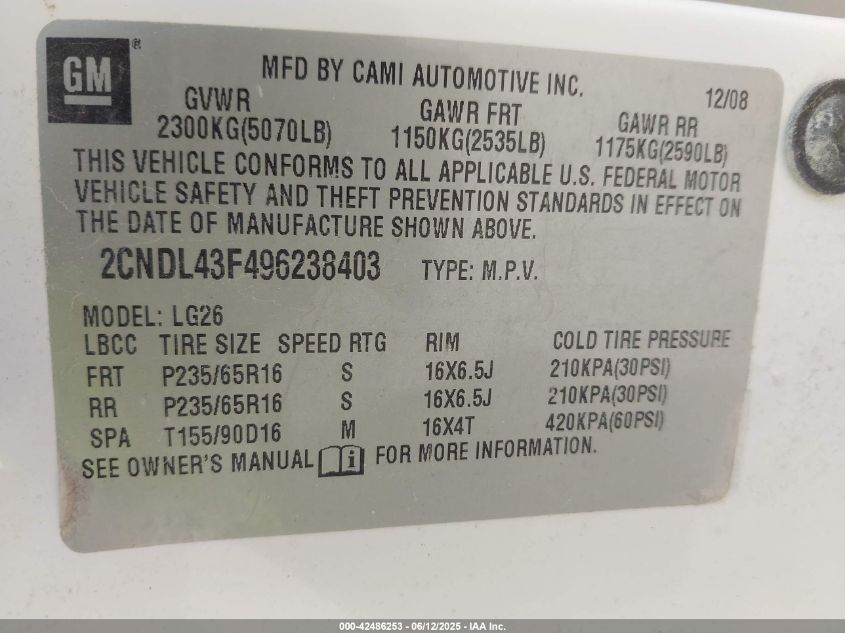 GM®
MFD BY CAMI AUTOMOTIVE INC.
12/08
GVWR GAWR FRT GAWR RR
2300KG(5070LB) 1150KG(2535LB) 1175KG(2590LB)
THIS VEHICLE CONFORMS TO ALL APPLICABLE U.S. FEDERAL MOTOR
VEHICLE SAFETY AND THEFT PREVENTION STANDARDS IN EFFECT ON
THE DATE OF MANUFACTURE SHOWN ABOVE.
2CNDL43F496238403 TYPE: M.P.V.
MODEL: LG26
LBCC TIRE SIZE SPEED RTG RIM COLD TIRE PRESSURE
FRT P235/65R16 S 16X6.5J 210KPA(30PSI)
RR P235/65R16 S 16X6.5J 210KPA(30PSI)
SPA T155/90D16 M 16X4T 420KPA(60PSI)
SEE OWNER'S MANUAL i FOR MORE INFORMATION.
000-42486253 - 06/12/2025 - IAA Inc.